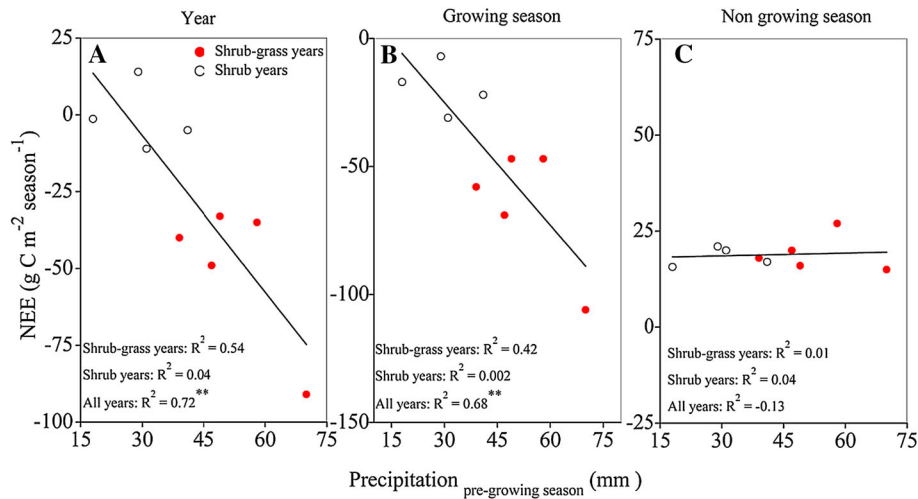 Year
Growing season
Non growing season
A
B
C
Shrub-grass years
Shrub years
NEE (g C m⁻² season⁻¹)
25
0
-25
-50
-75
-100
0
-50
-100
-150
75
50
25
0
-25
Shrub-grass years: R² = 0.54
Shrub years: R² = 0.04
All years: R² = 0.72**
Shrub-grass years: R² = 0.42
Shrub years: R² = 0.002
All years: R² = 0.68**
Shrub-grass years: R² = 0.01
Shrub years: R² = 0.04
All years: R² = -0.13
15 30 45 60 75
15 30 45 60 75
15 30 45 60 75
Precipitation pre-growing season (mm)